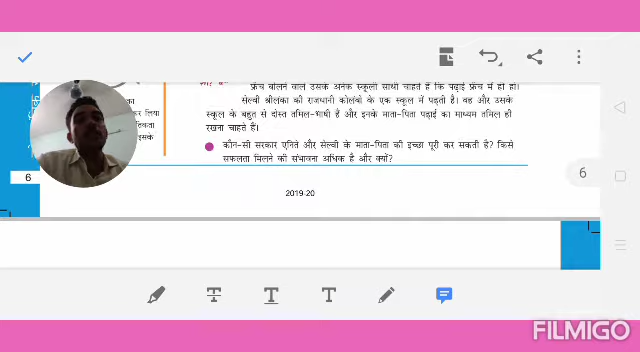 फ्रेंच बोलने वाले उसके अनेक स्कूली साथी चाहते हैं कि पढ़ाई फ्रेंच में ही हो।
सेल्वी श्रीलंका की राजधानी कोलंबो के एक स्कूल में पढ़ती है। वह और उसके
स्कूल के बहुत से दोस्त तमिल-भाषी हैं और इनके माता-पिता पढ़ाई का माध्यम तमिल ही
रखना चाहते हैं।
कौन-सी सरकार एनिते और सेल्वी के माता-पिता की इच्छा पूरी कर सकती है? किसे
सफलता मिलने की संभावना अधिक है और क्यों?
का
कर लिया
6
2019-20
6
T
T
T
FILMIGO